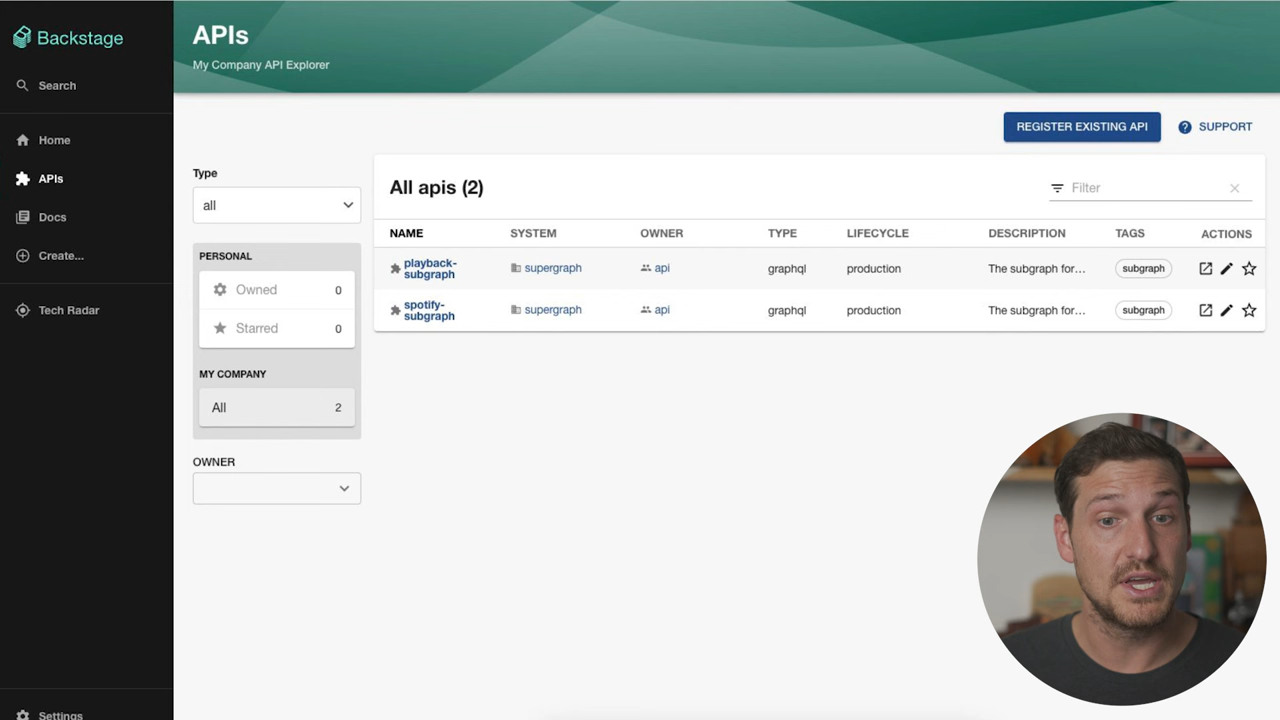 Backstage
Search
Home
APIs
Docs
Create...
Tech Radar
Settings
APIs
My Company API Explorer
REGISTER EXISTING API
SUPPORT
Type
all
PERSONAL
Owned 0
Starred 0
MY COMPANY
All 2
OWNER
All apis (2)
Filter
NAME SYSTEM OWNER TYPE LIFECYCLE DESCRIPTION TAGS ACTIONS
playback-
subgraph supergraph api graphql production The subgraph for... subgraph
spotify-
subgraph supergraph api graphql production The subgraph for... subgraph